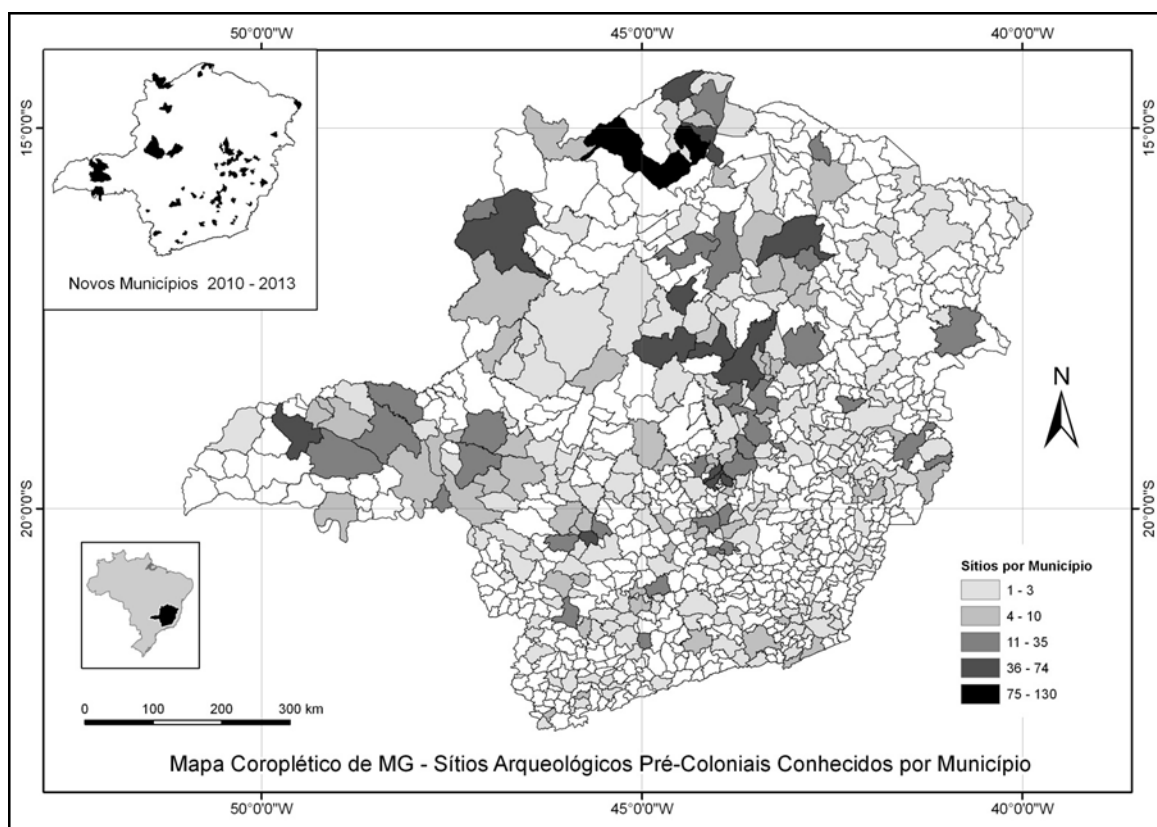 50°0'0"W
45°0'0"W
40°0'0"W
15°0'0"S
15°0'0"S
Novos Municípios 2010 - 2013
20°0'0"S
20°0'0"S
N
Sítios por Município
1 - 3
4 - 10
11 - 35
36 - 74
75 - 130
0 100 200 300 km
Mapa Coroplético de MG - Sítios Arqueológicos Pré-Coloniais Conhecidos por Município
50°0'0"W
45°0'0"W
40°0'0"W